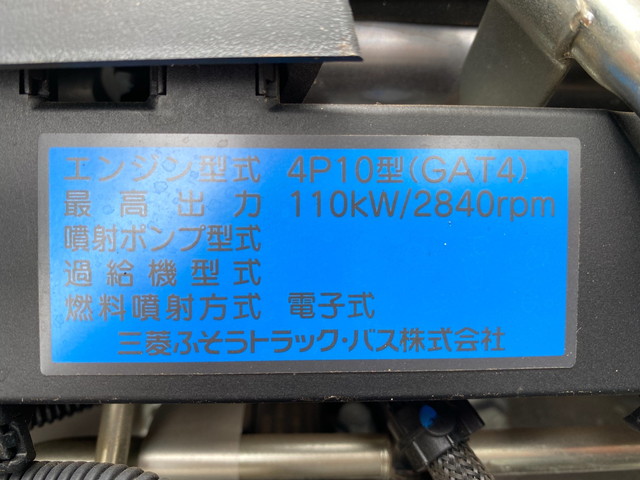 エンジン型式 4P10型(GAT4)
最高出力 110kW/2840rpm
噴射ポンプ型式
過給機型式
燃料噴射方式 電子式
三菱ふそうトラック・バス株式会社